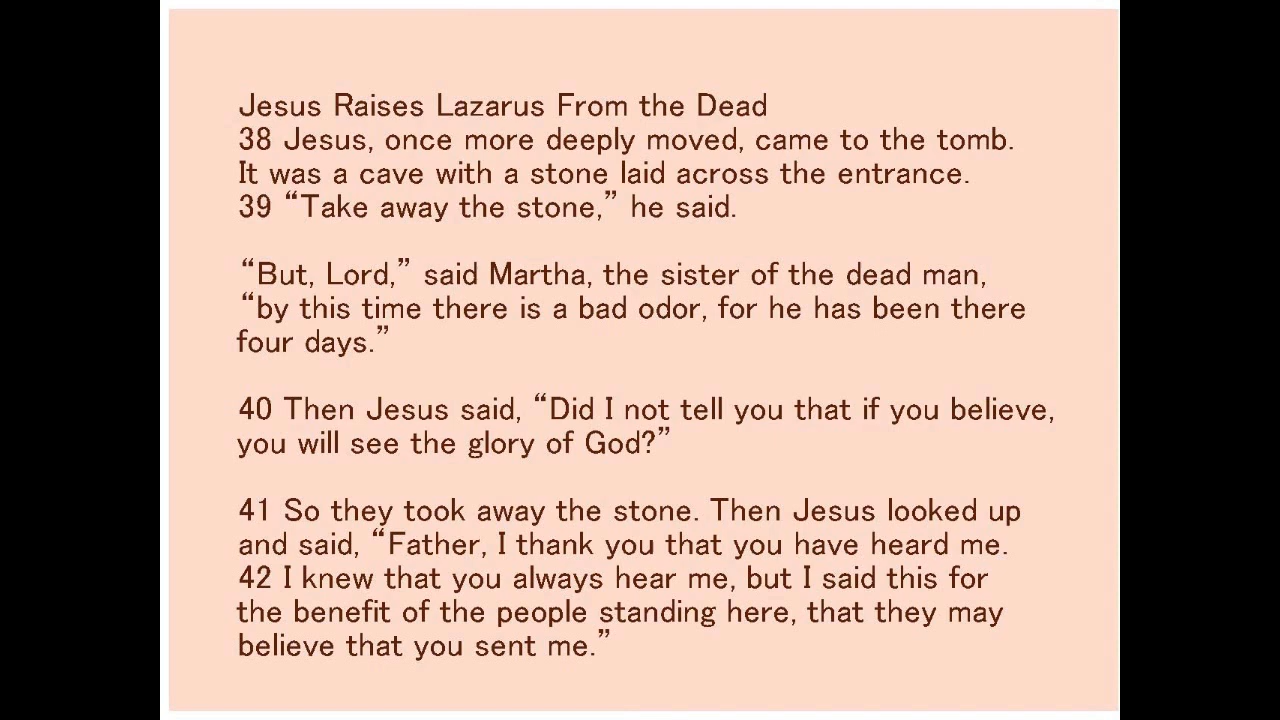 Jesus Raises Lazarus From the Dead
38 Jesus, once more deeply moved, came to the tomb.
It was a cave with a stone laid across the entrance.
39 “Take away the stone,” he said.
“But, Lord,” said Martha, the sister of the dead man,
“by this time there is a bad odor, for he has been there
four days.”
40 Then Jesus said, “Did I not tell you that if you believe,
you will see the glory of God?”
41 So they took away the stone. Then Jesus looked up
and said, “Father, I thank you that you have heard me.
42 I knew that you always hear me, but I said this for
the benefit of the people standing here, that they may
believe that you sent me.”